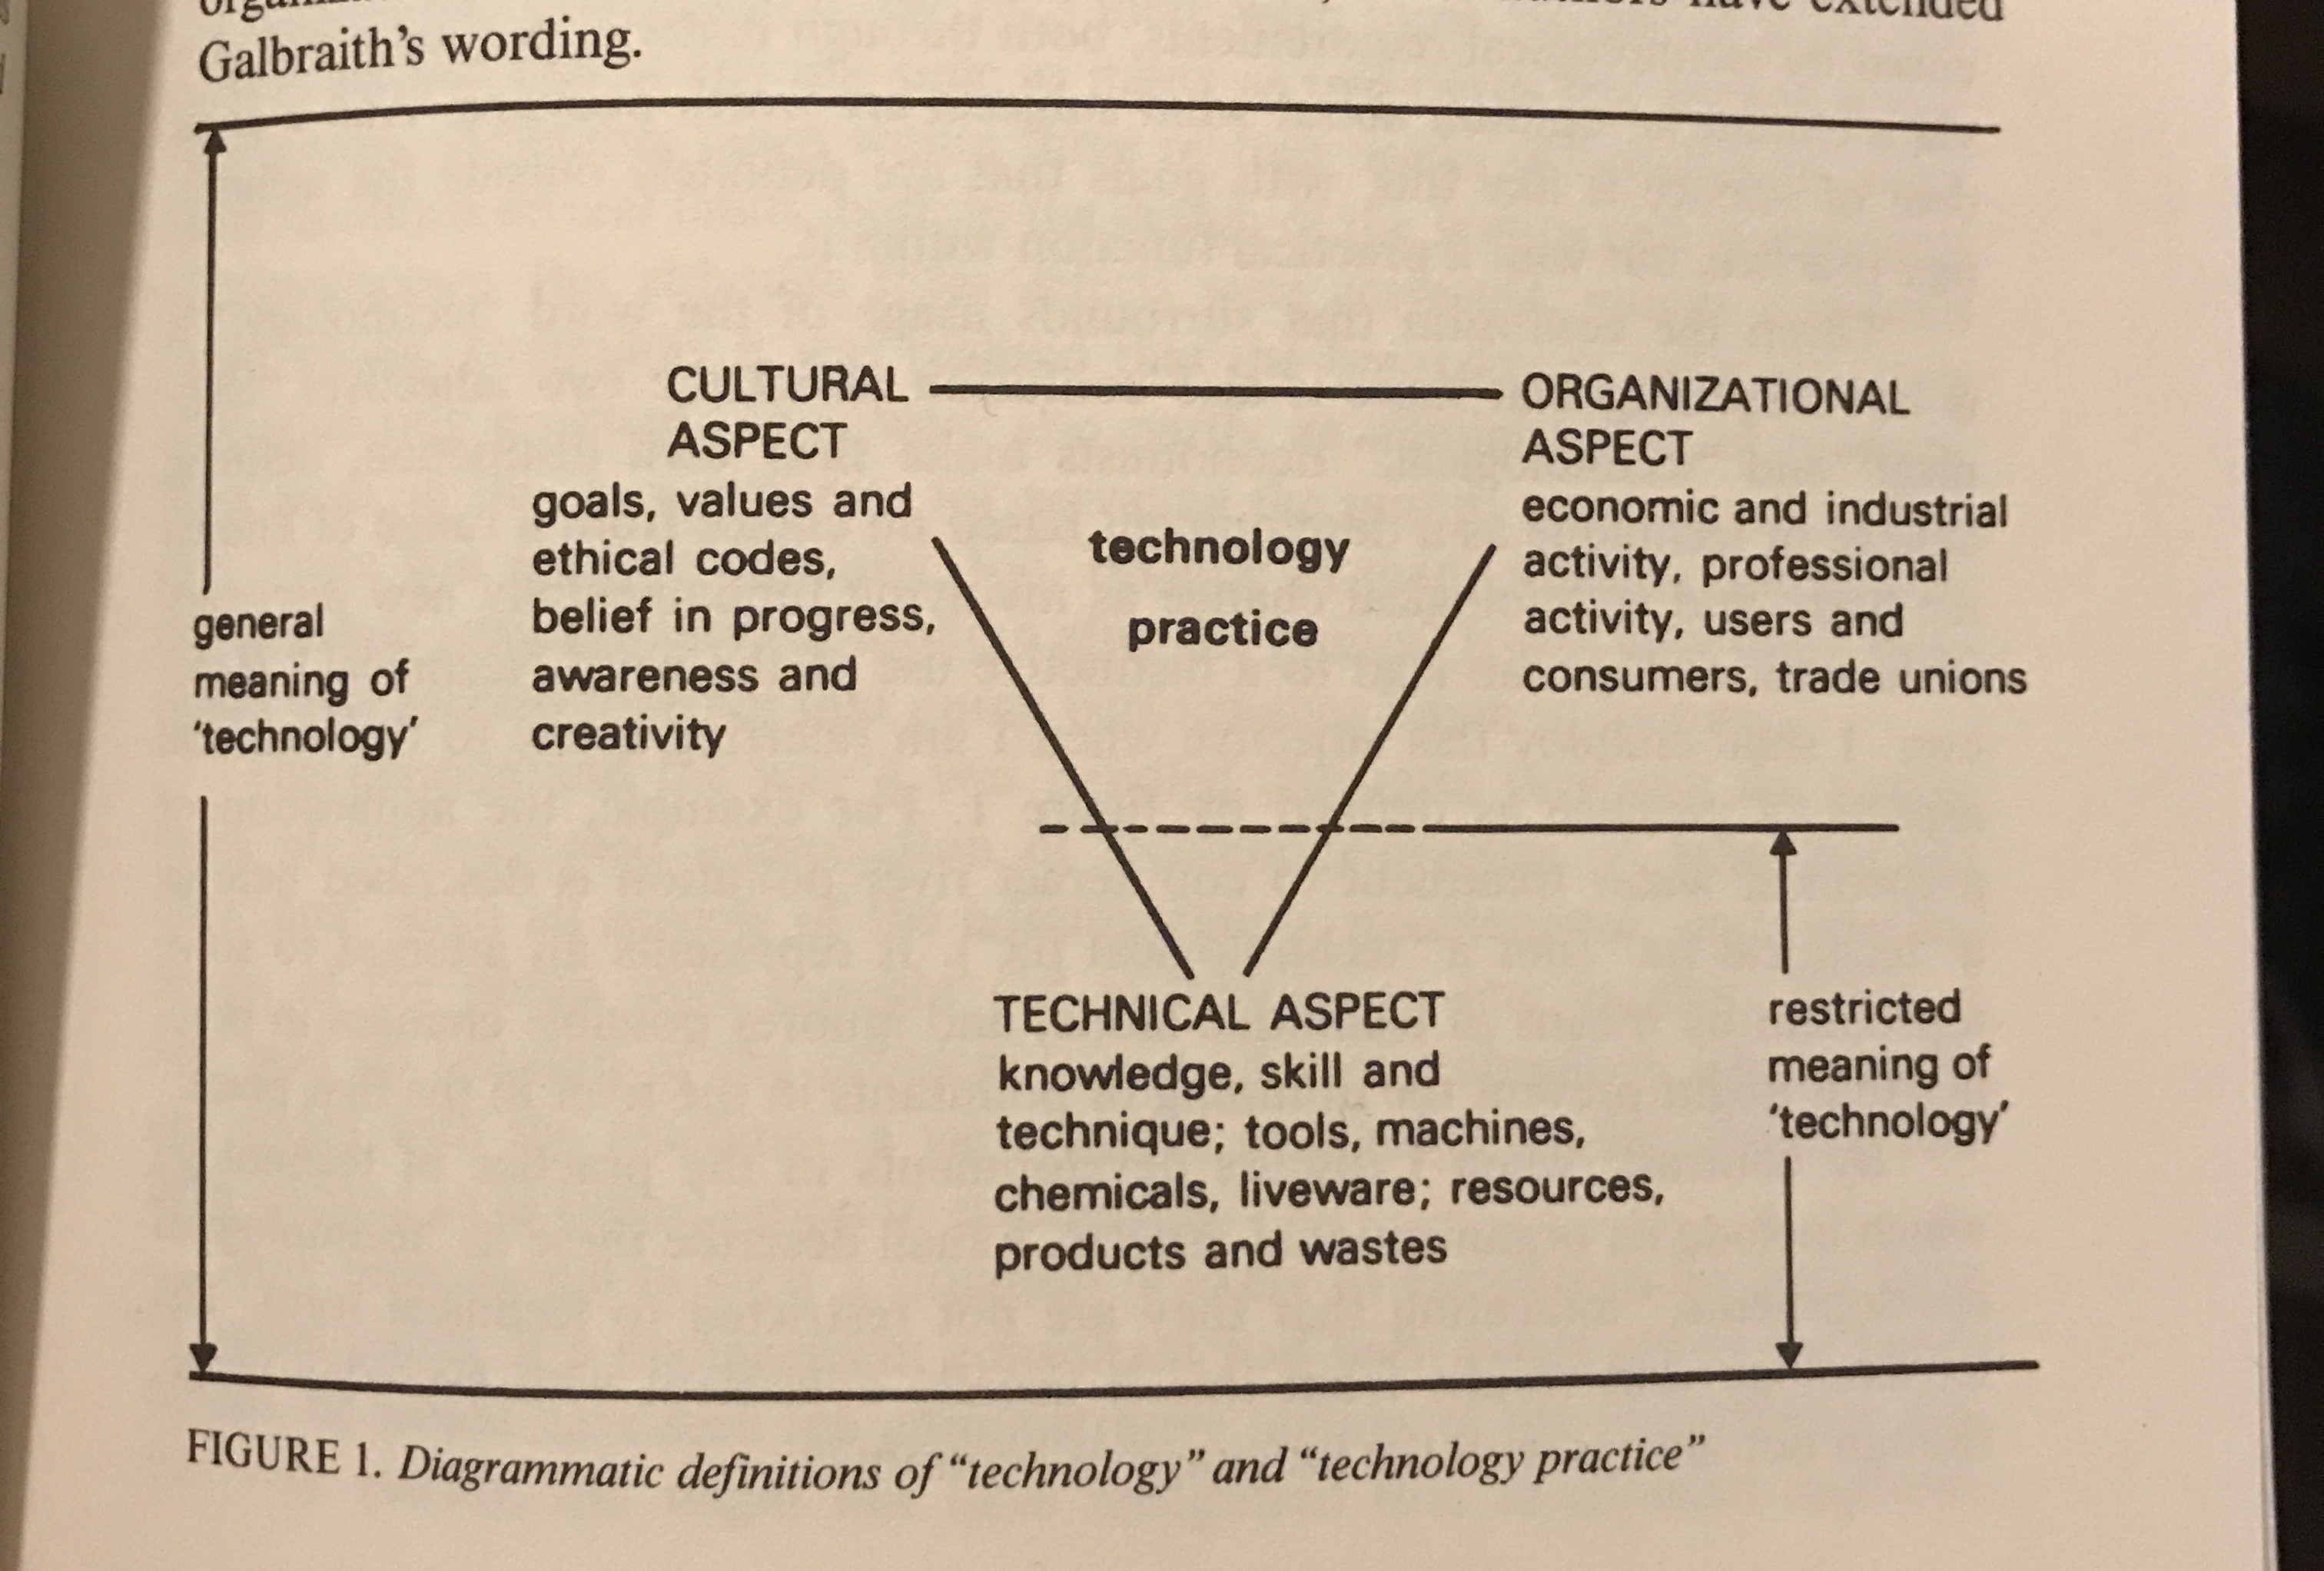 have extended
Galbraith's wording.
CULTURAL
ASPECT
goals, values and
ethical codes,
belief in progress,
awareness and
creativity
technology
practice
ORGANIZATIONAL
ASPECT
economic and industrial
activity, professional
activity, users and
consumers, trade unions
general
meaning of
'technology'
TECHNICAL ASPECT
knowledge, skill and
technique; tools, machines,
chemicals, liveware; resources,
products and wastes
restricted
meaning of
'technology'
FIGURE 1. Diagrammatic definitions of “technology” and “technology practice”